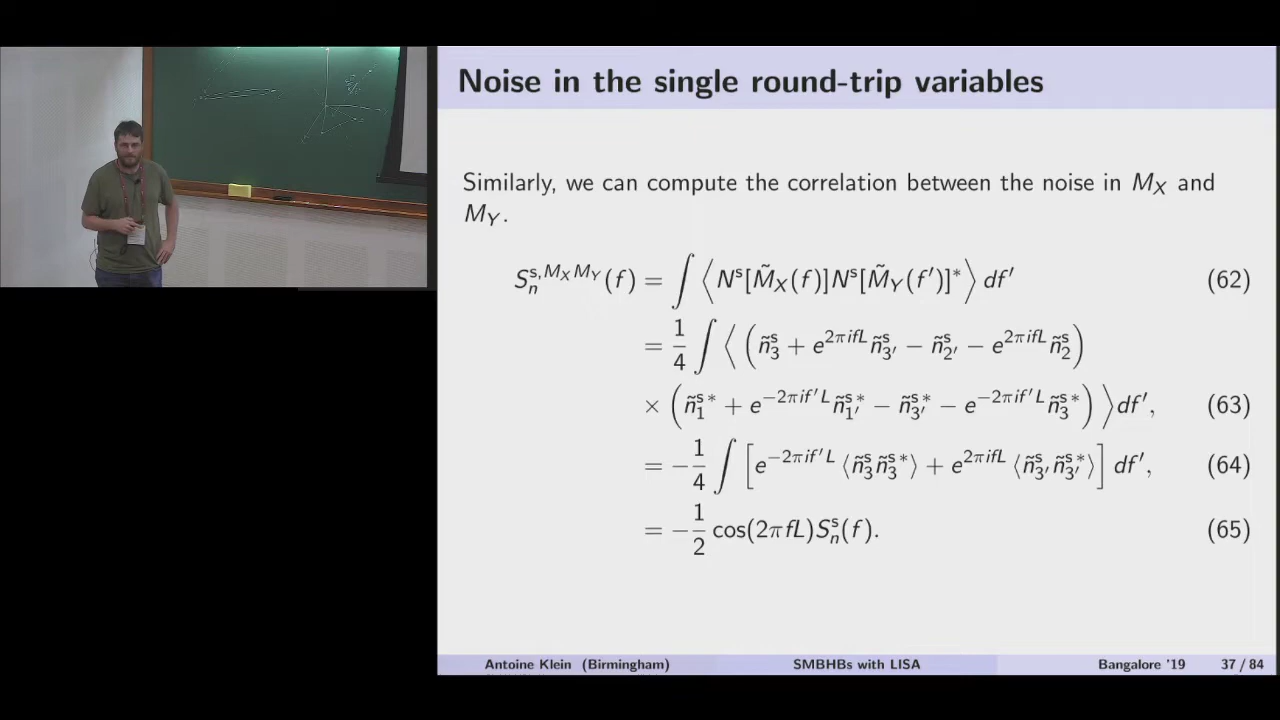 Noise in the single round-trip variables
Similarly, we can compute the correlation between the noise in M_X and
M_Y.
S_n^{s,M_X M_Y}(f) = ∫ ⟨N^s[M̃_X(f)]N^s[M̃_Y(f′)]*⟩ df′ (62)
= 1/4 ∫ ⟨ (ñ_3^s + e^{2πifL} ñ_{3′}^s − ñ_{2′}^s − e^{2πifL} ñ_2^s)
× (ñ_1^{s*} + e^{−2πif′L} ñ_{1′}^{s*} − ñ_{3′}^{s*} − e^{−2πif′L} ñ_3^{s*}) ⟩ df′, (63)
= −1/4 ∫ [e^{−2πif′L} ⟨ñ_3^s ñ_3^{s*}⟩ + e^{2πifL} ⟨ñ_{3′}^s ñ_{3′}^{s*}⟩] df′, (64)
= −1/2 cos(2πfL)S_n^s(f). (65)
Antoine Klein (Birmingham) SMBHBs with LISA Bangalore '19 37 / 84